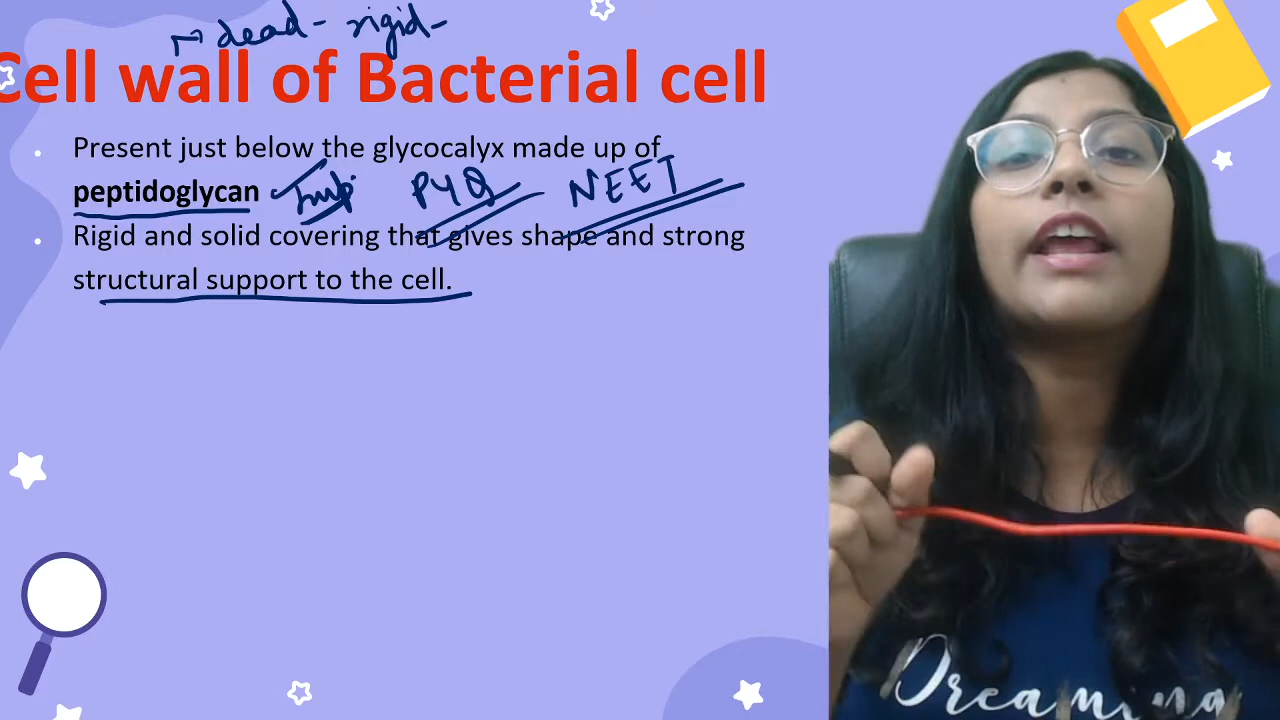 dead - rigid -
Cell wall of Bacterial cell
Present just below the glycocalyx made up of
peptidoglycan Imp PYQ NEET
Rigid and solid covering that gives shape and strong
structural support to the cell.
Dreaming